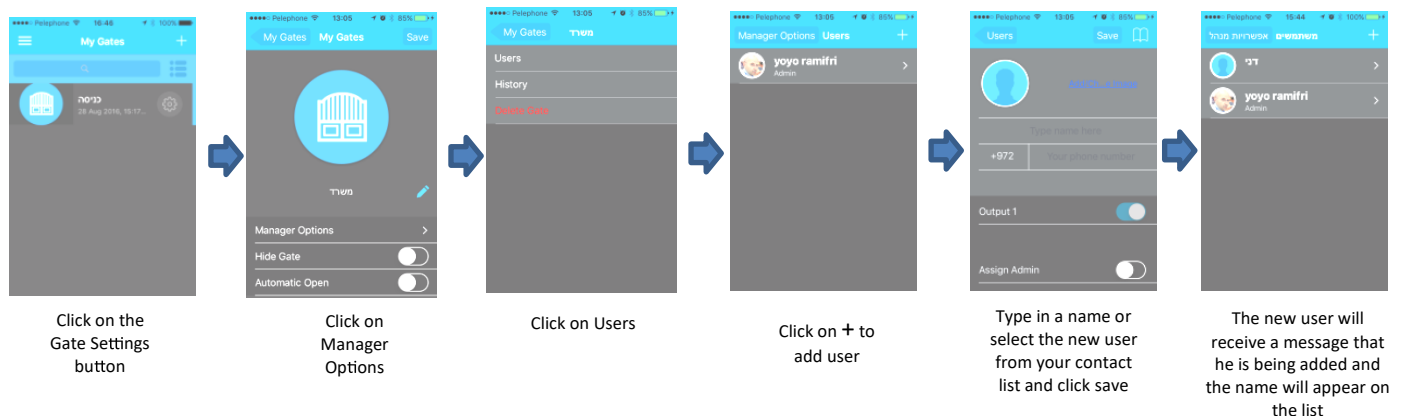 Pelephone 16:46 100%
My Gates +
כניסה
28 Aug 2016, 15:17...
Click on the
Gate Settings
button
Pelephone 13:05 85%
My Gates My Gates Save
משרד
Manager Options >
Hide Gate
Automatic Open
Click on
Manager
Options
Pelephone 13:05 85%
My Gates משרד
Users
History
Delete Gate
Click on Users
Pelephone 13:05 85%
Manager Options Users +
yoyo ramifri >
Admin
Click on + to
add user
Pelephone 13:06 85%
Users Save
Type name here
+972 Your phone number
Output 1
Assign Admin
Type in a name or
select the new user
from your contact
list and click save
Pelephone 15:44 100%
אפשרויות מנהל משתמשים +
דני >
yoyo ramifri >
Admin
The new user will
receive a message that
he is being added and
the name will appear on
the list